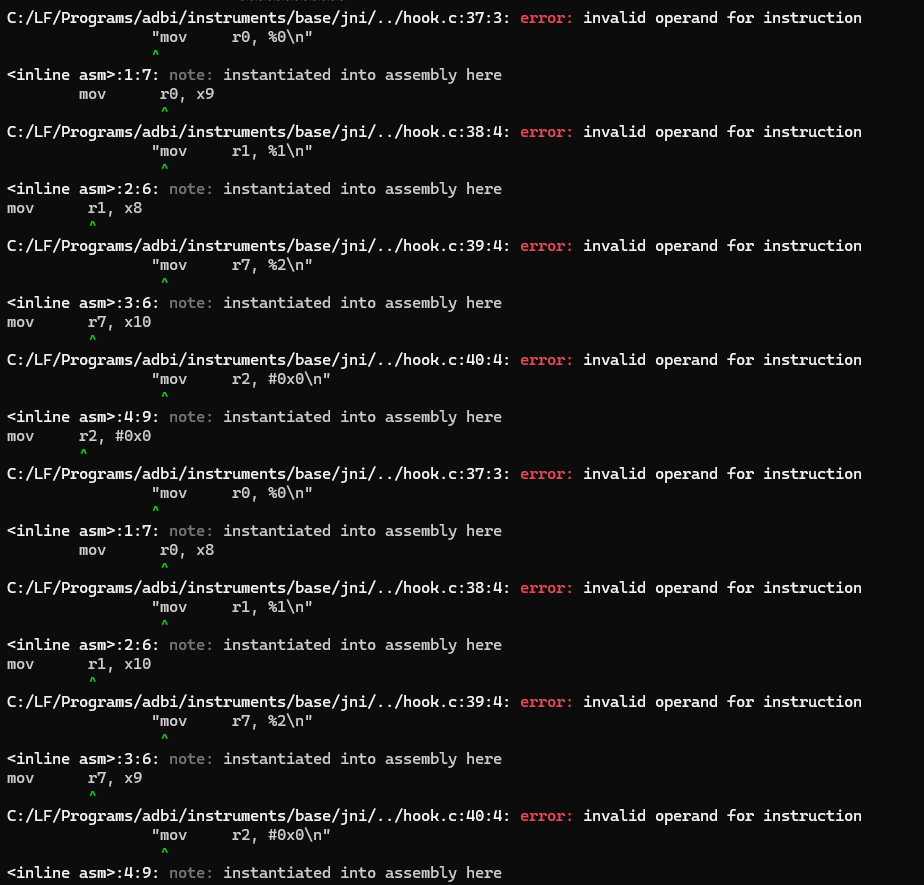 C:/LF/Programs/adbi/instruments/base/jni/../hook.c:37:3: error: invalid operand for instruction
"mov     r0, %0\n"
^
<inline asm>:1:7: note: instantiated into assembly here
mov      r0, x9
^
C:/LF/Programs/adbi/instruments/base/jni/../hook.c:38:4: error: invalid operand for instruction
"mov     r1, %1\n"
^
<inline asm>:2:6: note: instantiated into assembly here
mov      r1, x8
^
C:/LF/Programs/adbi/instruments/base/jni/../hook.c:39:4: error: invalid operand for instruction
"mov     r7, %2\n"
^
<inline asm>:3:6: note: instantiated into assembly here
mov      r7, x10
^
C:/LF/Programs/adbi/instruments/base/jni/../hook.c:40:4: error: invalid operand for instruction
"mov     r2, #0x0\n"
^
<inline asm>:4:9: note: instantiated into assembly here
mov     r2, #0x0
^
C:/LF/Programs/adbi/instruments/base/jni/../hook.c:37:3: error: invalid operand for instruction
"mov     r0, %0\n"
^
<inline asm>:1:7: note: instantiated into assembly here
mov      r0, x8
^
C:/LF/Programs/adbi/instruments/base/jni/../hook.c:38:4: error: invalid operand for instruction
"mov     r1, %1\n"
^
<inline asm>:2:6: note: instantiated into assembly here
mov      r1, x10
^
C:/LF/Programs/adbi/instruments/base/jni/../hook.c:39:4: error: invalid operand for instruction
"mov     r7, %2\n"
^
<inline asm>:3:6: note: instantiated into assembly here
mov      r7, x9
^
C:/LF/Programs/adbi/instruments/base/jni/../hook.c:40:4: error: invalid operand for instruction
"mov     r2, #0x0\n"
^
<inline asm>:4:9: note: instantiated into assembly here